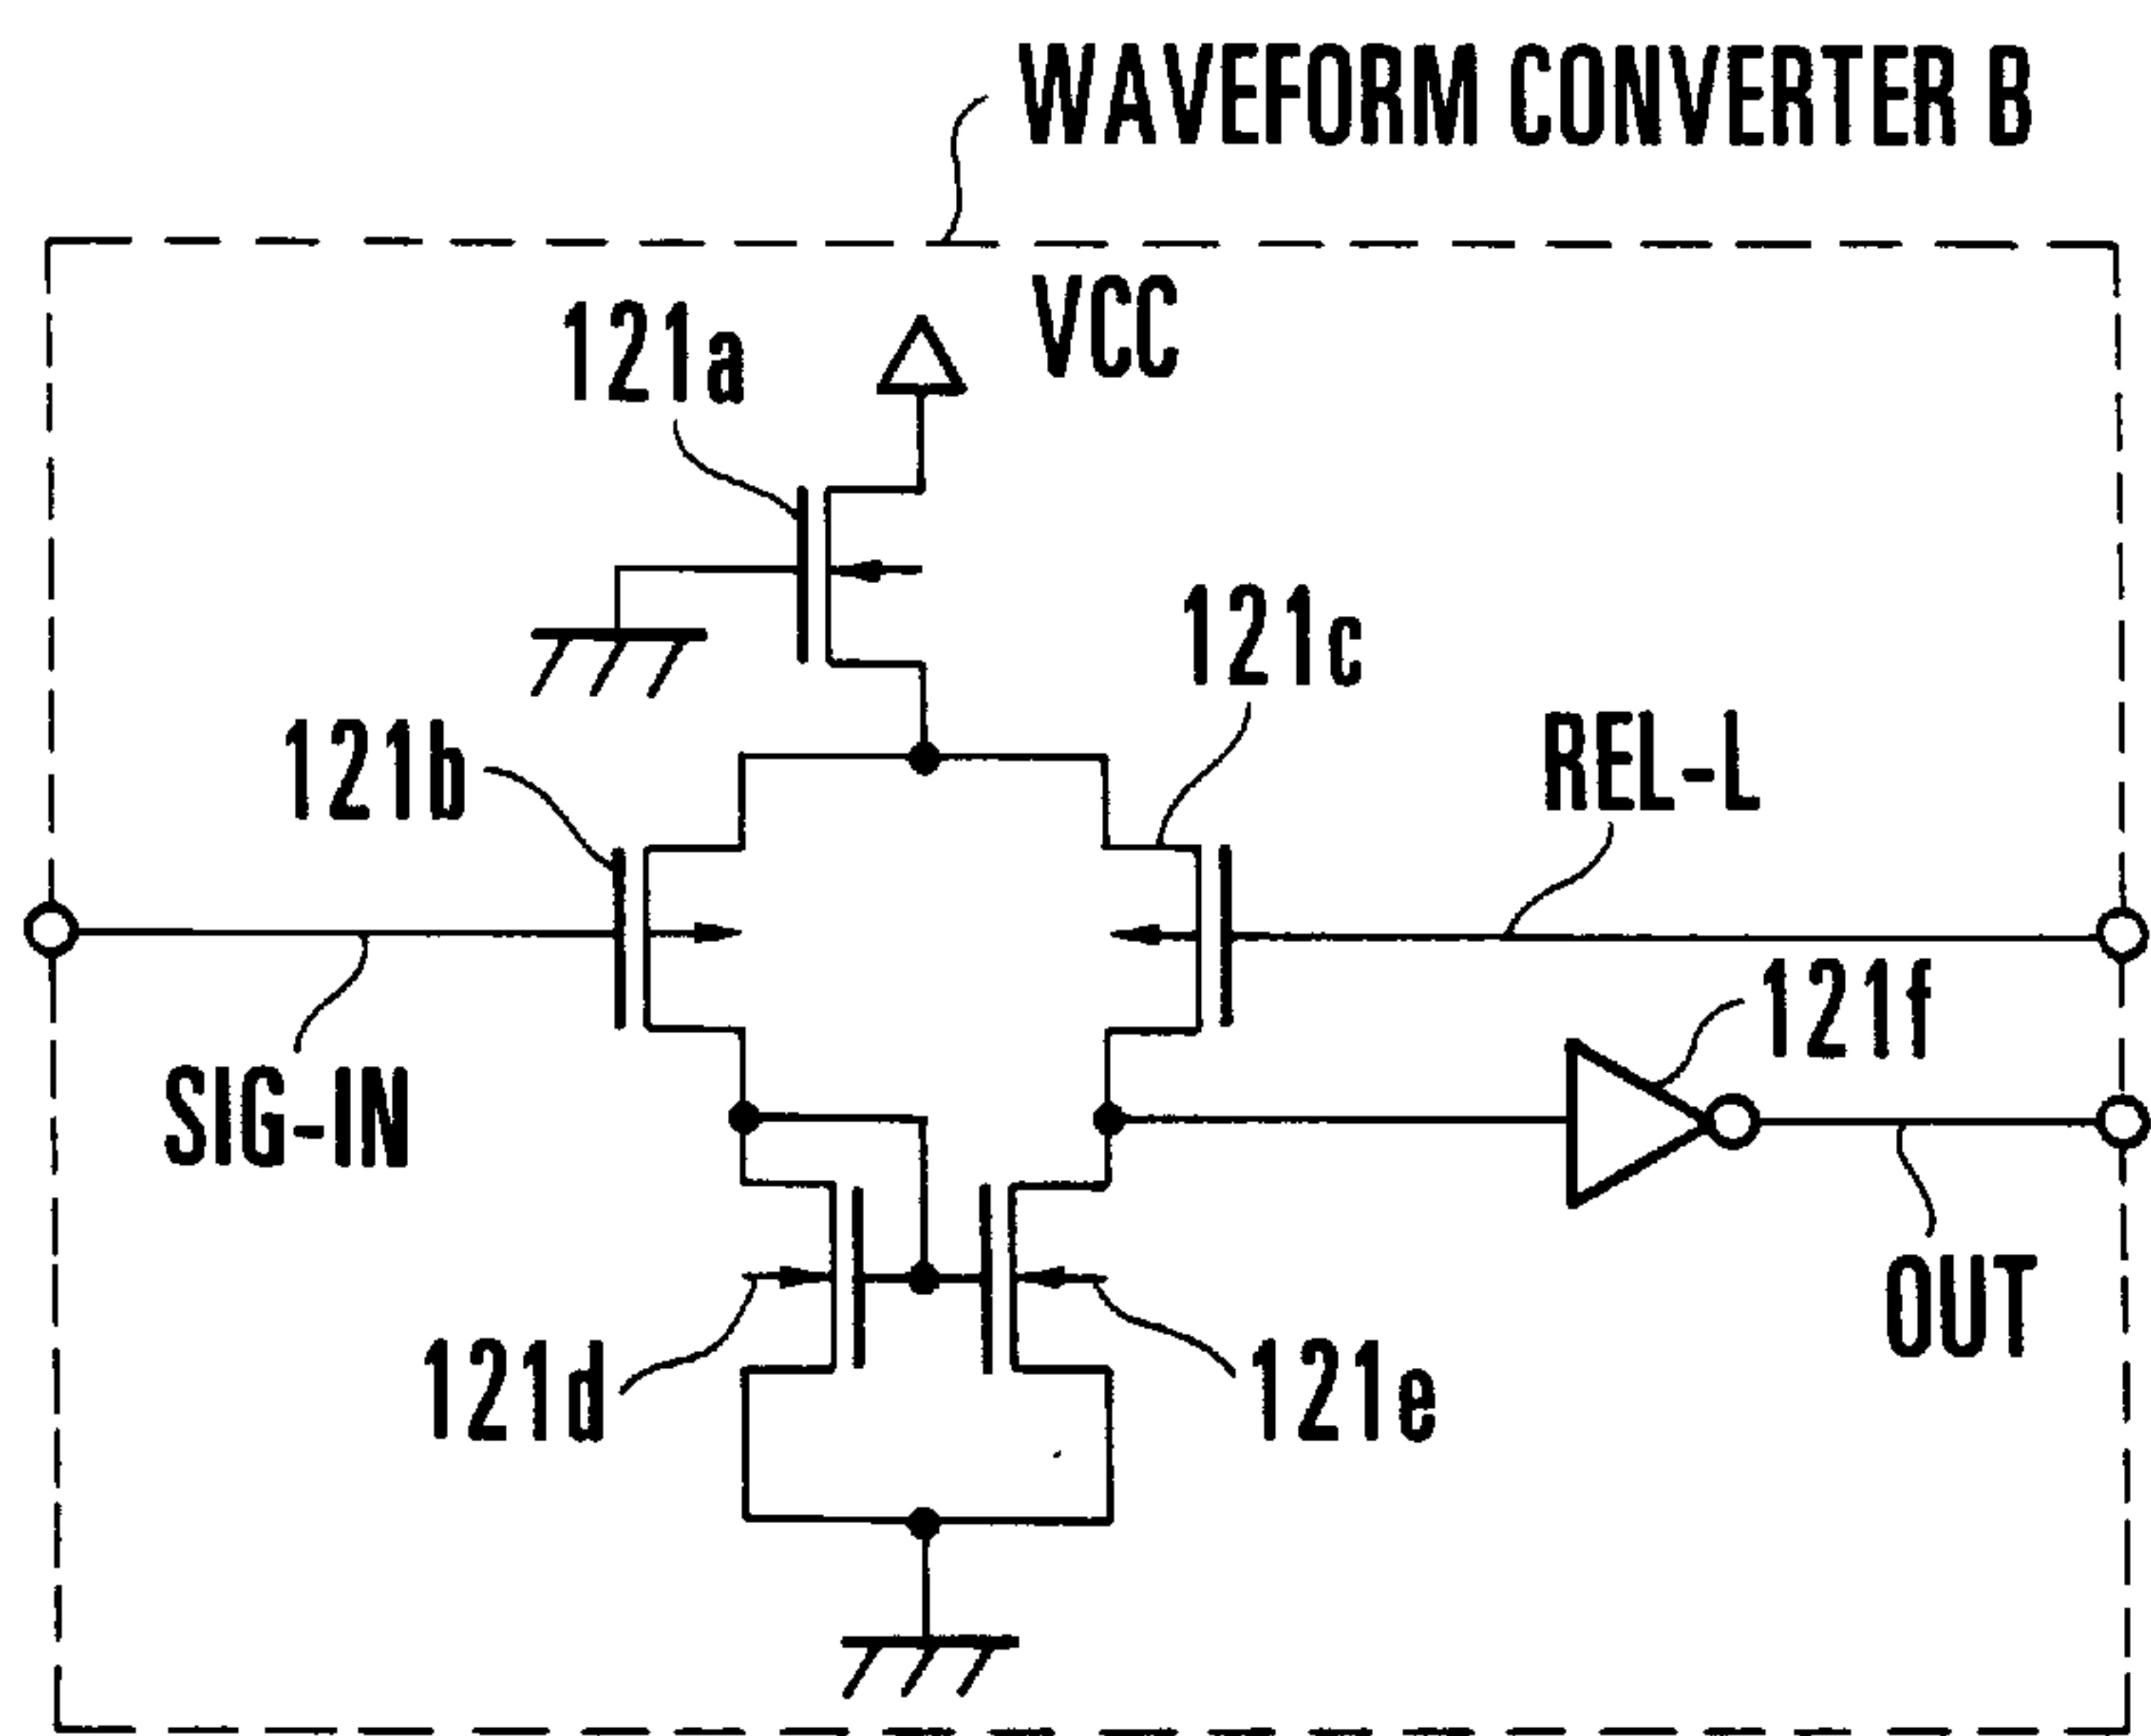 WAVEFORM CONVERTER B
VCC
121a
121c
121b
REL-L
121f
SIG-IN
OUT
121d
121e